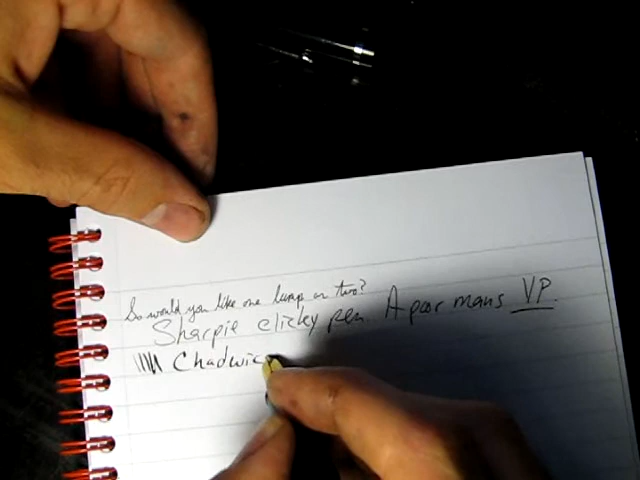 So would you like one lump or two?
Sharpie clicky pen A poor mans VP.
Chadwic